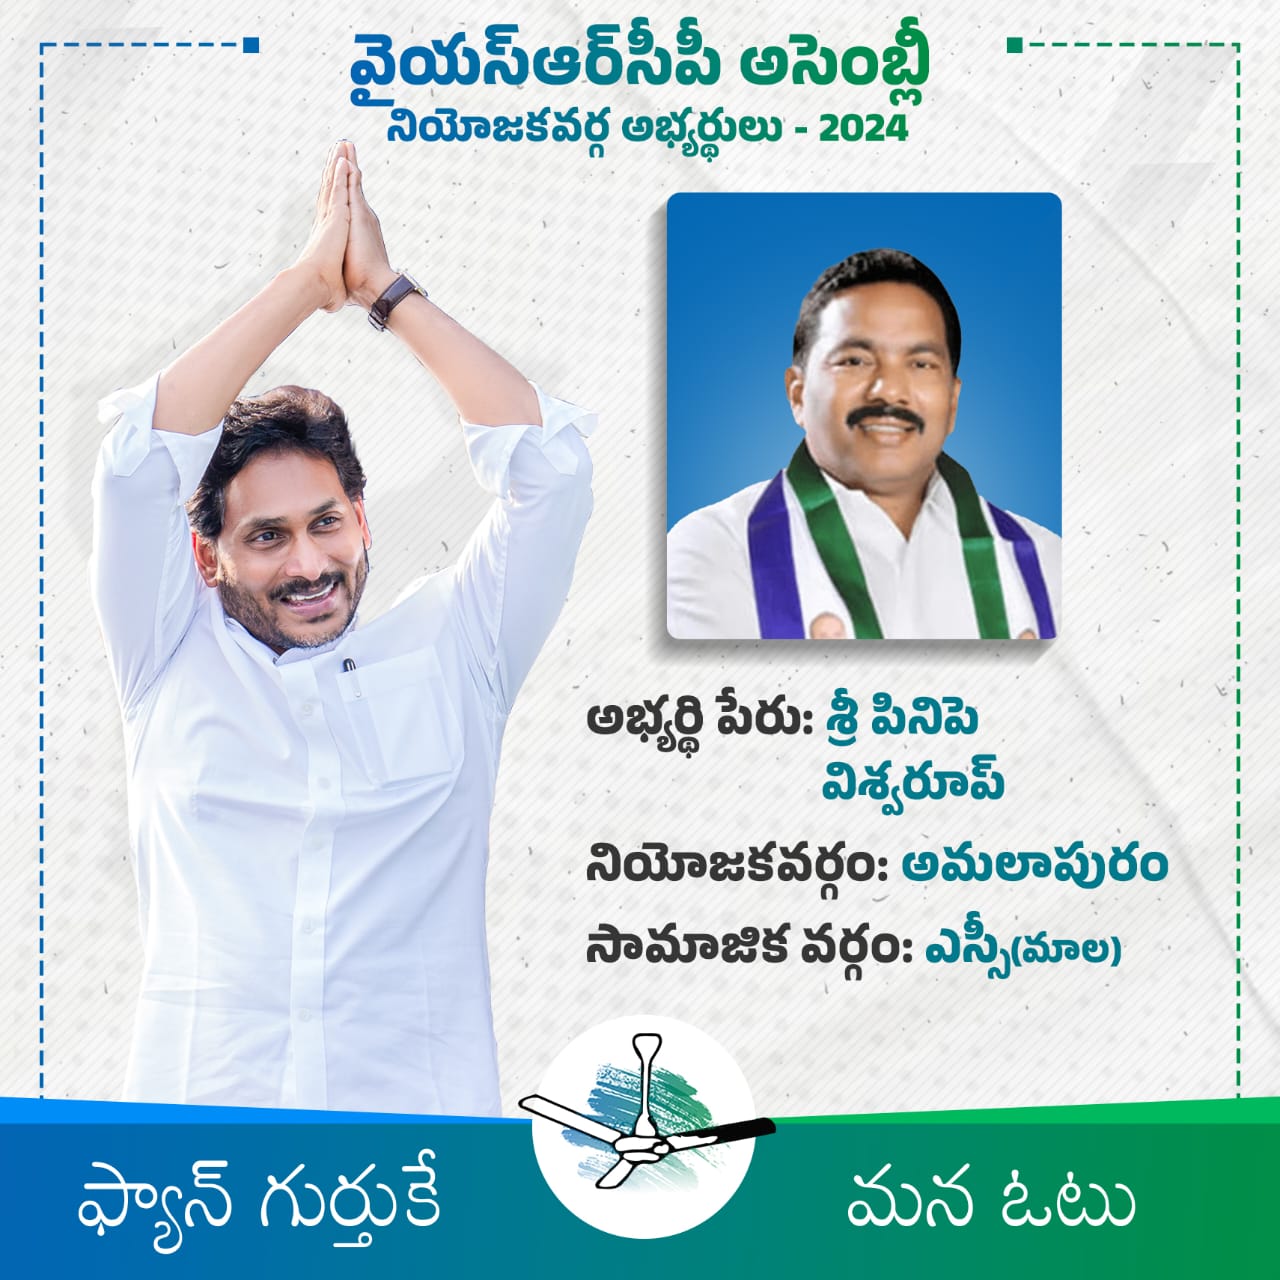 వైయస్ఆర్‌సీపీ అసెంబ్లీ
నియోజకవర్గ అభ్యర్థులు - 2024
అభ్యర్థి పేరు: శ్రీ పినిపె
విశ్వరూప్
నియోజకవర్గం: అమలాపురం
సామాజిక వర్గం: ఎస్సీ(మాల)
ఫ్యాన్ గుర్తుకే మన ఓటు